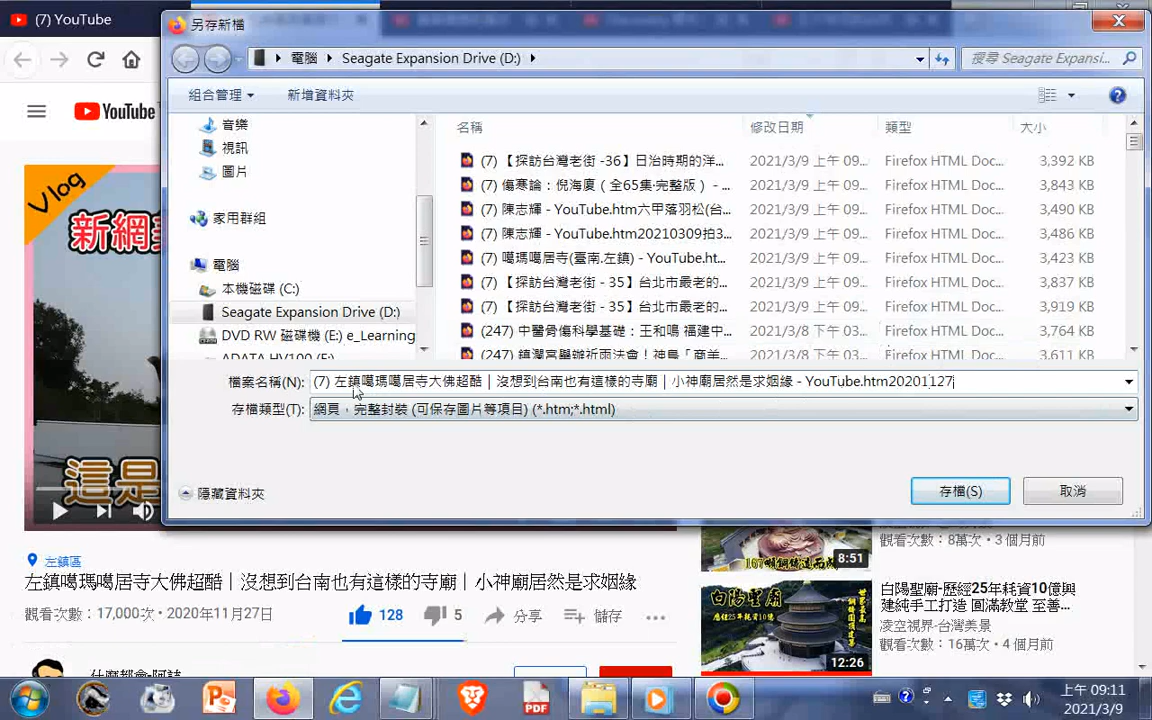 (7) YouTube
另存新檔
電腦
Seagate Expansion Drive (D:)
搜尋 Seagate Expansi...
組合管理
新增資料夾
YouTube
音樂
視訊
圖片
家用群組
電腦
本機磁碟 (C:)
Seagate Expansion Drive (D:)
DVD RW 磁碟機 (E:) e_Learning
ADATA HV100 (F:)
名稱
修改日期
類型
大小
(7) 【探訪台灣老街 -36】日治時期的洋... 2021/3/9 上午 09... Firefox HTML Doc... 3,392 KB
(7) 傷寒論：倪海廈（全65集·完整版） - ... 2021/3/9 上午 09... Firefox HTML Doc... 3,843 KB
(7) 陳志輝 - YouTube.htm六甲落羽松(台... 2021/3/9 上午 09... Firefox HTML Doc... 3,490 KB
(7) 陳志輝 - YouTube.htm20210309拍3... 2021/3/9 上午 09... Firefox HTML Doc... 3,486 KB
(7) 噶瑪噶居寺(臺南.左鎮) - YouTube.ht... 2021/3/9 上午 09... Firefox HTML Doc... 3,423 KB
(7) 【探訪台灣老街 - 35】台北市最老的... 2021/3/9 上午 09... Firefox HTML Doc... 3,837 KB
(7) 【探訪台灣老街 - 35】台北市最老的... 2021/3/9 上午 09... Firefox HTML Doc... 3,919 KB
(247) 中醫骨傷科學基礎：王和鳴 福建中... 2021/3/8 下午 03... Firefox HTML Doc... 3,764 KB
2021/3/8 下午 03... Firefox HTML Doc... 3,611 KB
檔案名稱(N):
(7) 左鎮噶瑪噶居寺大佛超酷｜沒想到台南也有這樣的寺廟｜小神廟居然是求姻緣 - YouTube.htm20201127
存檔類型(T):
網頁，完整封裝 (可保存圖片等項目) (*.htm;*.html)
隱藏資料夾
存檔(S)
取消
Vlog
這是
左鎮區
左鎮噶瑪噶居寺大佛超酷｜沒想到台南也有這樣的寺廟｜小神廟居然是求姻緣
觀看次數：17,000次 • 2020年11月27日
128
5
分享
儲存
觀看次數：8萬次 • 3 個月前
8:51
白陽聖廟
12:26
白陽聖廟-歷經25年耗資10億興
建純手工打造 圓滿教堂 至善...
凌空視界-台灣美景
觀看次數：16萬次 • 4 個月前
PDF
上午 09:11
2021/3/9